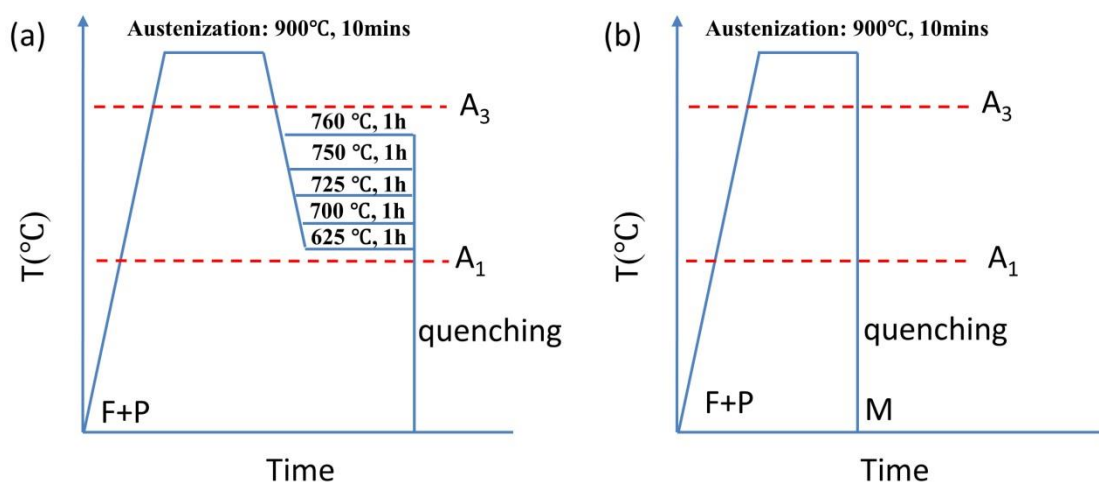 (a)
Austenization: 900℃, 10mins
A3
760 ℃, 1h
750 ℃, 1h
725 ℃, 1h
700 ℃, 1h
625 ℃, 1h
A1
T(℃)
quenching
F+P
Time
(b)
Austenization: 900℃, 10mins
A3
A1
T(℃)
quenching
F+P
M
Time